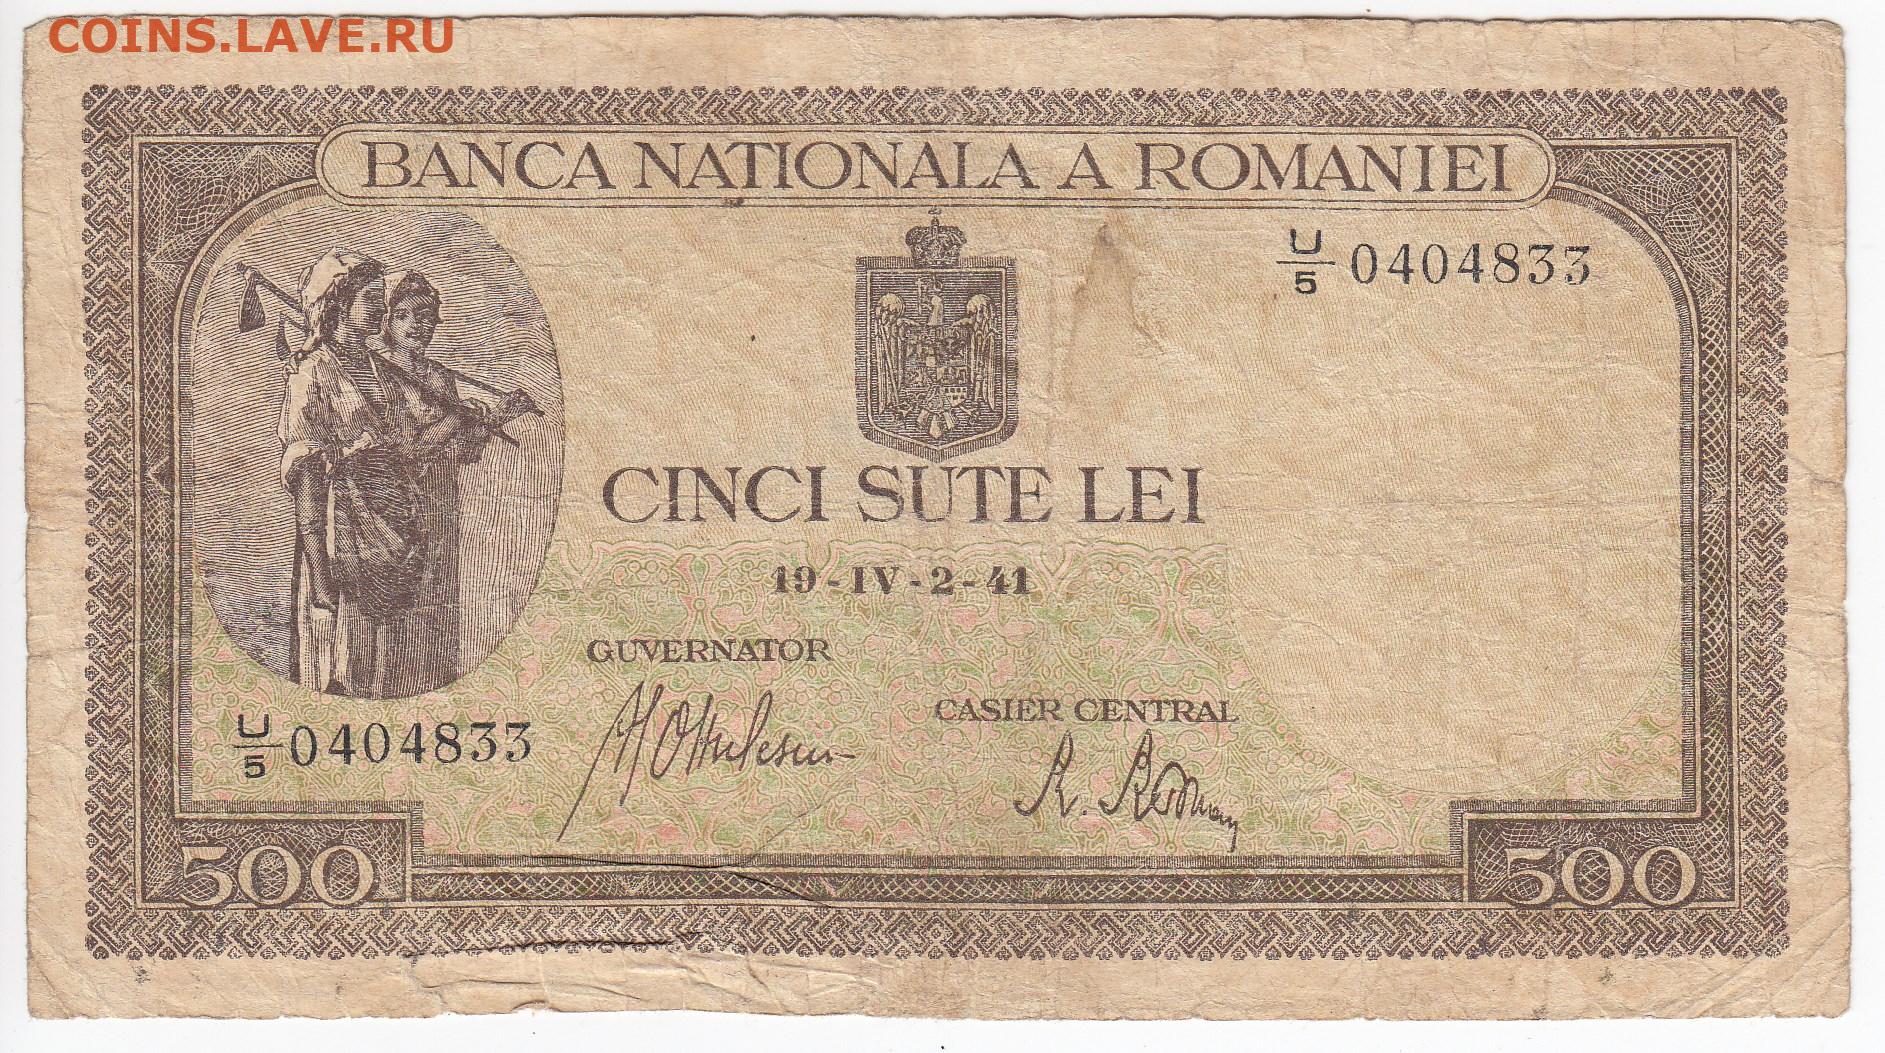 COINS.LAVE.RU
BANCA NATIONALA A ROMANIEI
U/5 0404833
CINCI SUTE LEI
19-IV-2-41
GUVERNATOR
CASIER CENTRAL
U/5 0404833
500
500